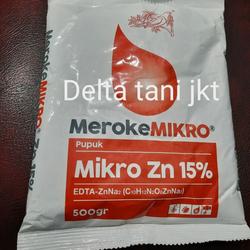 MerokeMIKRO®
Delta tani jkt
MerokeMIKRO®
Pupuk
Mikro Zn 15%
EDTA-ZnNa₂ (C₁₀H₁₂N₂O₈ZnNa₂)
500gr